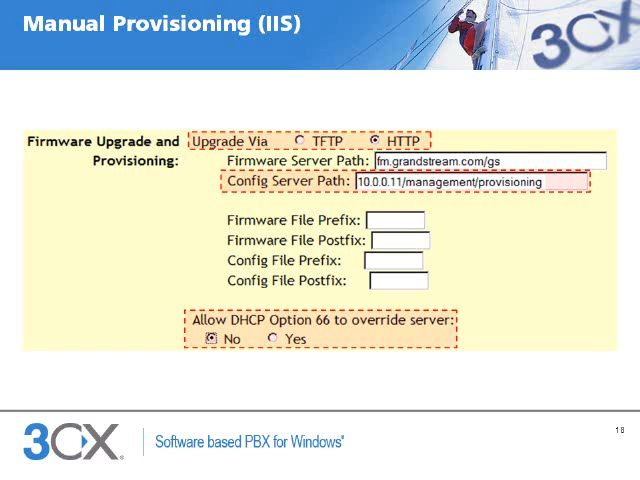 Manual Provisioning (IIS)
3CX
Firmware Upgrade and Provisioning:
Upgrade Via TFTP HTTP
Firmware Server Path: fm.grandstream.com/gs
Config Server Path: 10.0.0.11/management/provisioning
Firmware File Prefix:
Firmware File Postfix:
Config File Prefix:
Config File Postfix:
Allow DHCP Option 66 to override server:
No Yes
18
3CX®
Software based PBX for Windows®